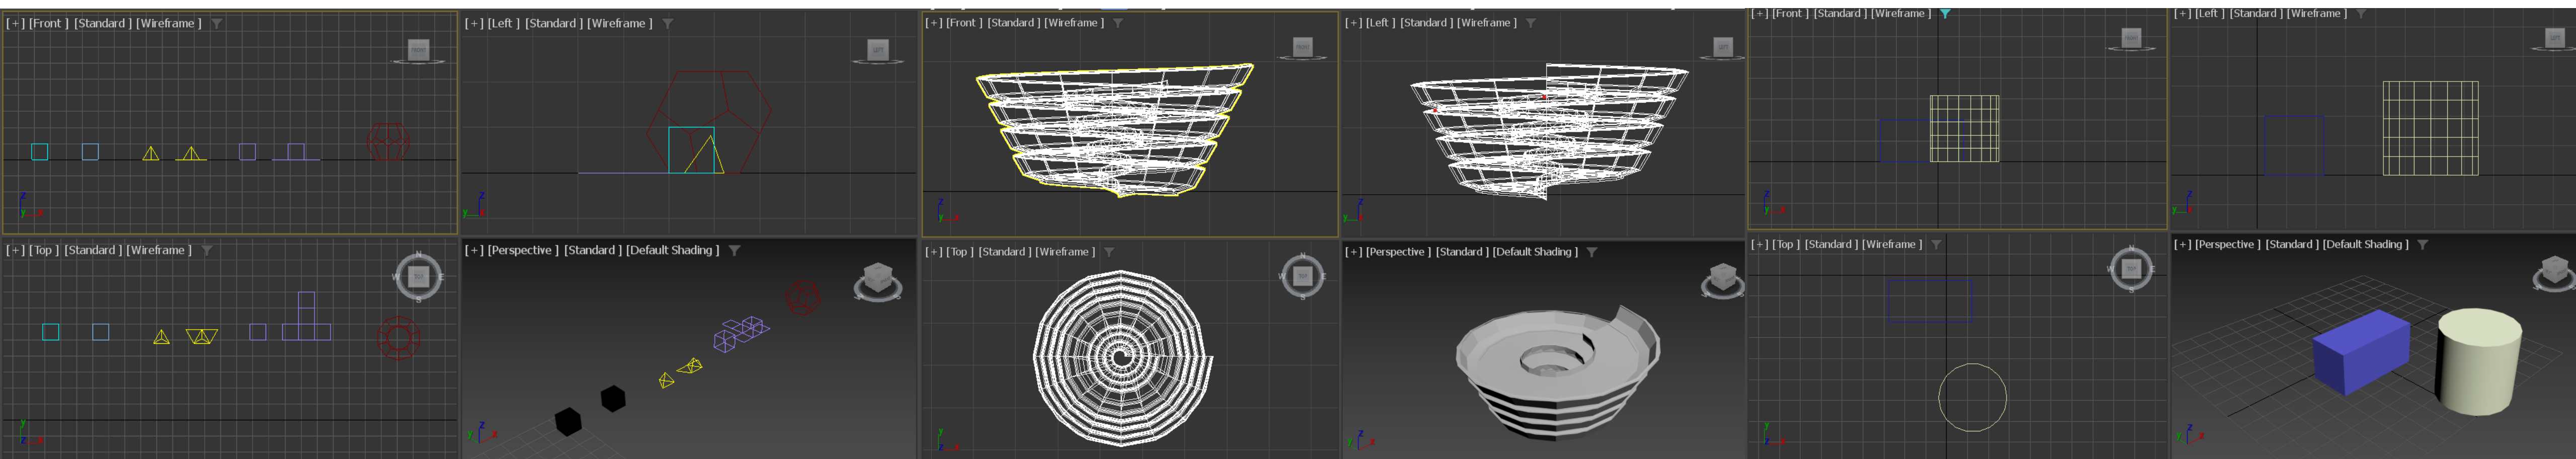 [+] [Front ] [Standard ] [Wireframe ]
[+] [Left ] [Standard ] [Wireframe ]
[+] [Front ] [Standard ] [Wireframe ]
[+] [Left ] [Standard ] [Wireframe ]
[+] [Front ] [Standard ] [Wireframe ]
[+] [Left ] [Standard ] [Wireframe ]
z
y x
z
y
z
y x
z
y
z
x
z
y
[+] [Top ] [Standard ] [Wireframe ]
[+] [Perspective ] [Standard ] [Default Shading ]
[+] [Top ] [Standard ] [Wireframe ]
[+] [Perspective ] [Standard ] [Default Shading ]
[+] [Top ] [Standard ] [Wireframe ]
[+] [Perspective ] [Standard ] [Default Shading ]
N
W E
S
N
W E
S
N
W E
S
y
z x
z
y x
y
z x
z
y x
y
z x
z
y x